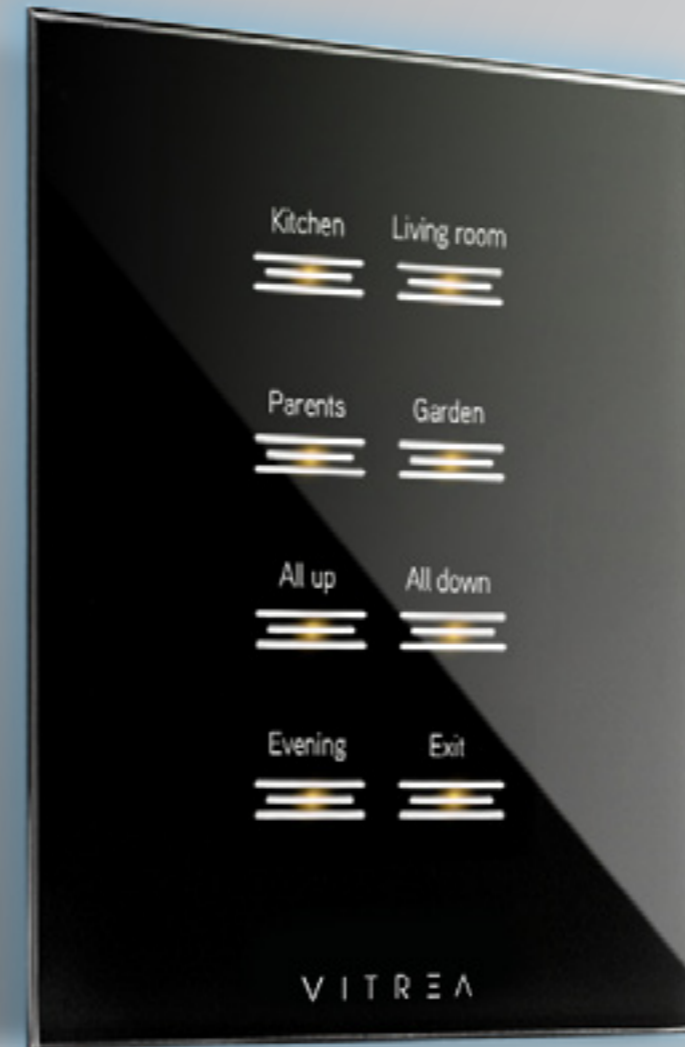 Kitchen Living room
Parents Garden
All up All down
Evening Exit
VITREA